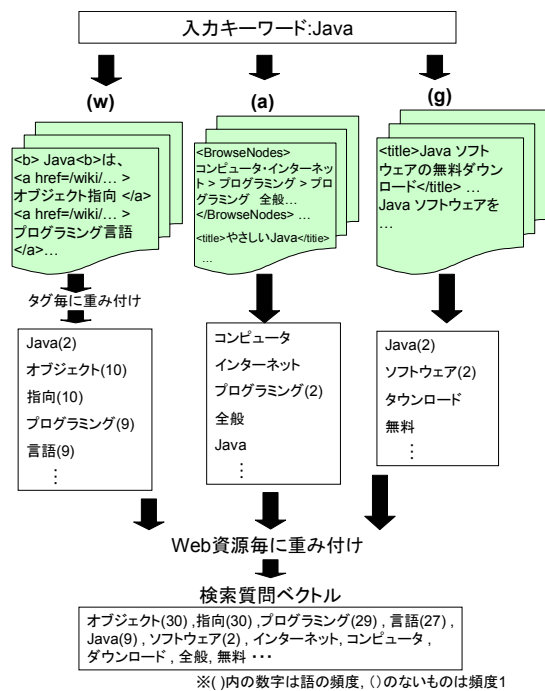 入力キーワード:Java
(w)
(a)
(g)
<b> Java<b>は、
<a href=/wiki/… >
オブジェクト指向 </a>
<a href=/wiki/… >
プログラミング言語
</a>…
<BrowseNodes>
コンピュータ・インターネッ
ト > プログラミング > プロ
グラミング 全般…
</BrowseNodes> …
<title>やさしいJava</title>
…
<title>Java ソフト
ウェアの無料ダウン
ロード</title> …
Java ソフトウェアを
…
タグ毎に重み付け
Java(2)
オブジェクト(10)
指向(10)
プログラミング(9)
言語(9)
⋮
コンピュータ
インターネット
プログラミング(2)
全般
Java
⋮
Java(2)
ソフトウェア(2)
タウンロード
無料
⋮
Web資源毎に重み付け
検索質問ベクトル
オブジェクト(30) ,指向(30) ,プログラミング(29) , 言語(27) ,
Java(9) , ソフトウェア(2) , インターネット, コンピュータ ,
ダウンロード , 全般, 無料 ・・・
※( )内の数字は語の頻度, ()のないものは頻度1